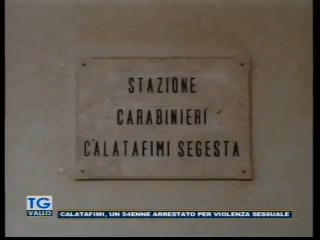 STAZIONE
CARABINIERI
CALATAFIMI SEGESTA
TG
VALLO
CALATAFIMI, UN 54ENNE ARRESTATO PER VIOLENZA SESSUALE